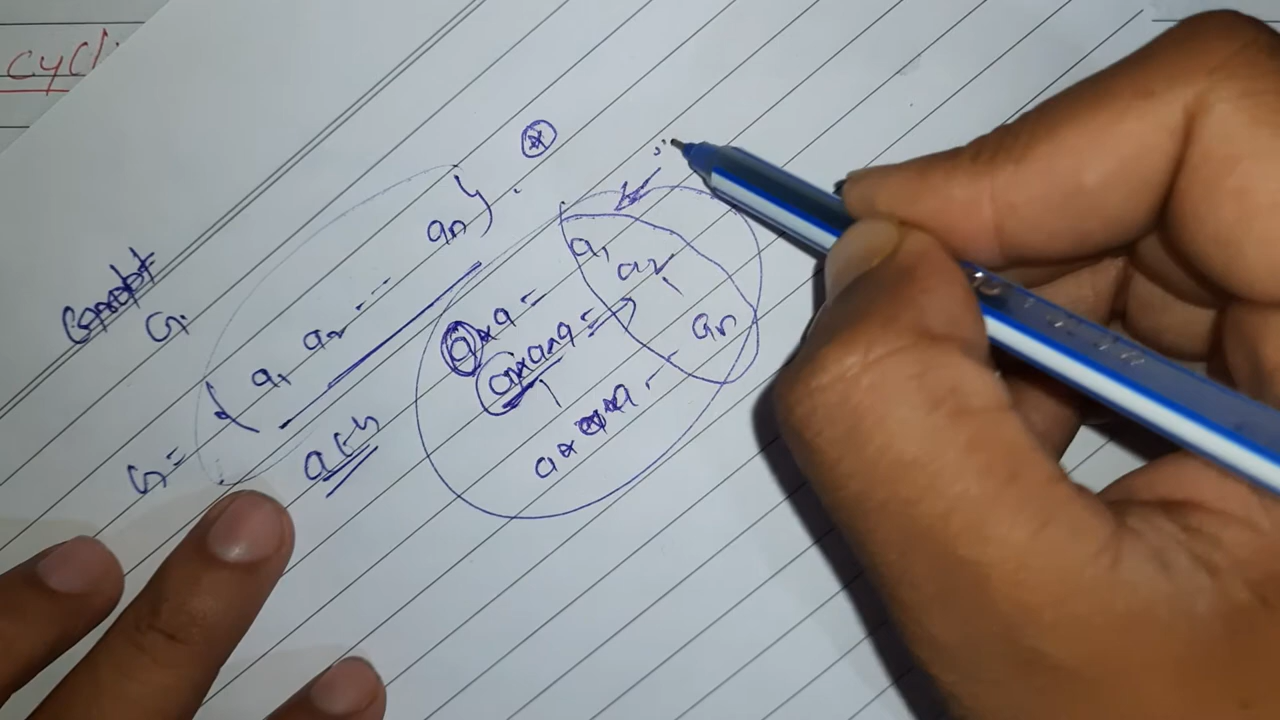 cycl
*
G
G = { a₁ a₂ --- aₙ }
a ∈ G
a * a =
a * a * a =
a * a * a -
a₁
a₂
aₙ